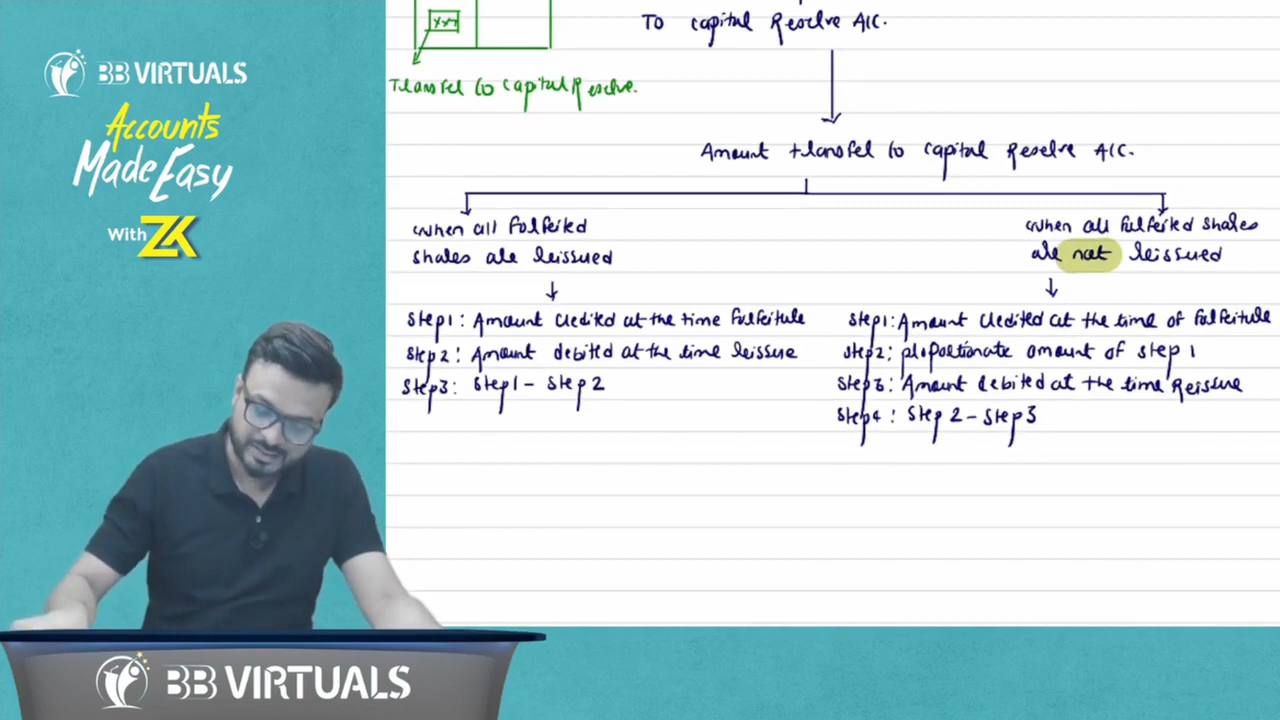 BB VIRTUALS
Accounts
Made Easy
With ZK
xxx
To capital Reserve A/C.
Transfer to capital Reserve.
Amount transfer to capital Reserve A/C.
when all forfeited
shares are reissued
when all forfeited shares
are not reissued
Step1: Amount credited at the time forfeiture
Step2: Amount debited at the time reissue
Step3: Step1 - Step2
Step1: Amount credited at the time of forfeiture
Step2: proportionate amount of step 1
Step3: Amount debited at the time Reissue
Step4: Step2 - Step3
BB VIRTUALS